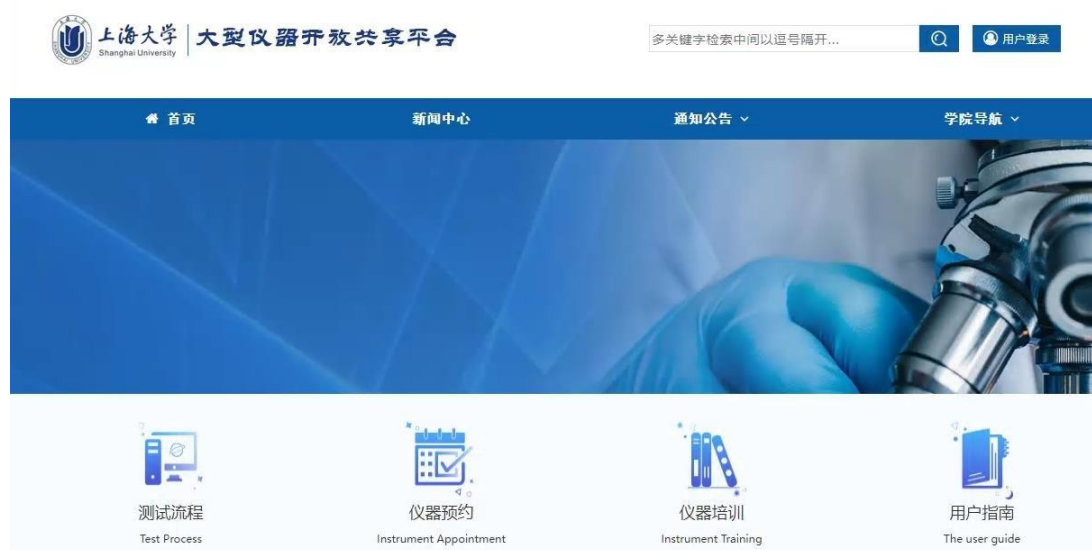 上海大学
Shanghai University
大型仪器开放共享平台
多关键字检索中间以逗号隔开...
用户登录
首页
新闻中心
通知公告
学院导航
测试流程
Test Process
仪器预约
Instrument Appointment
仪器培训
Instrument Training
用户指南
The user guide